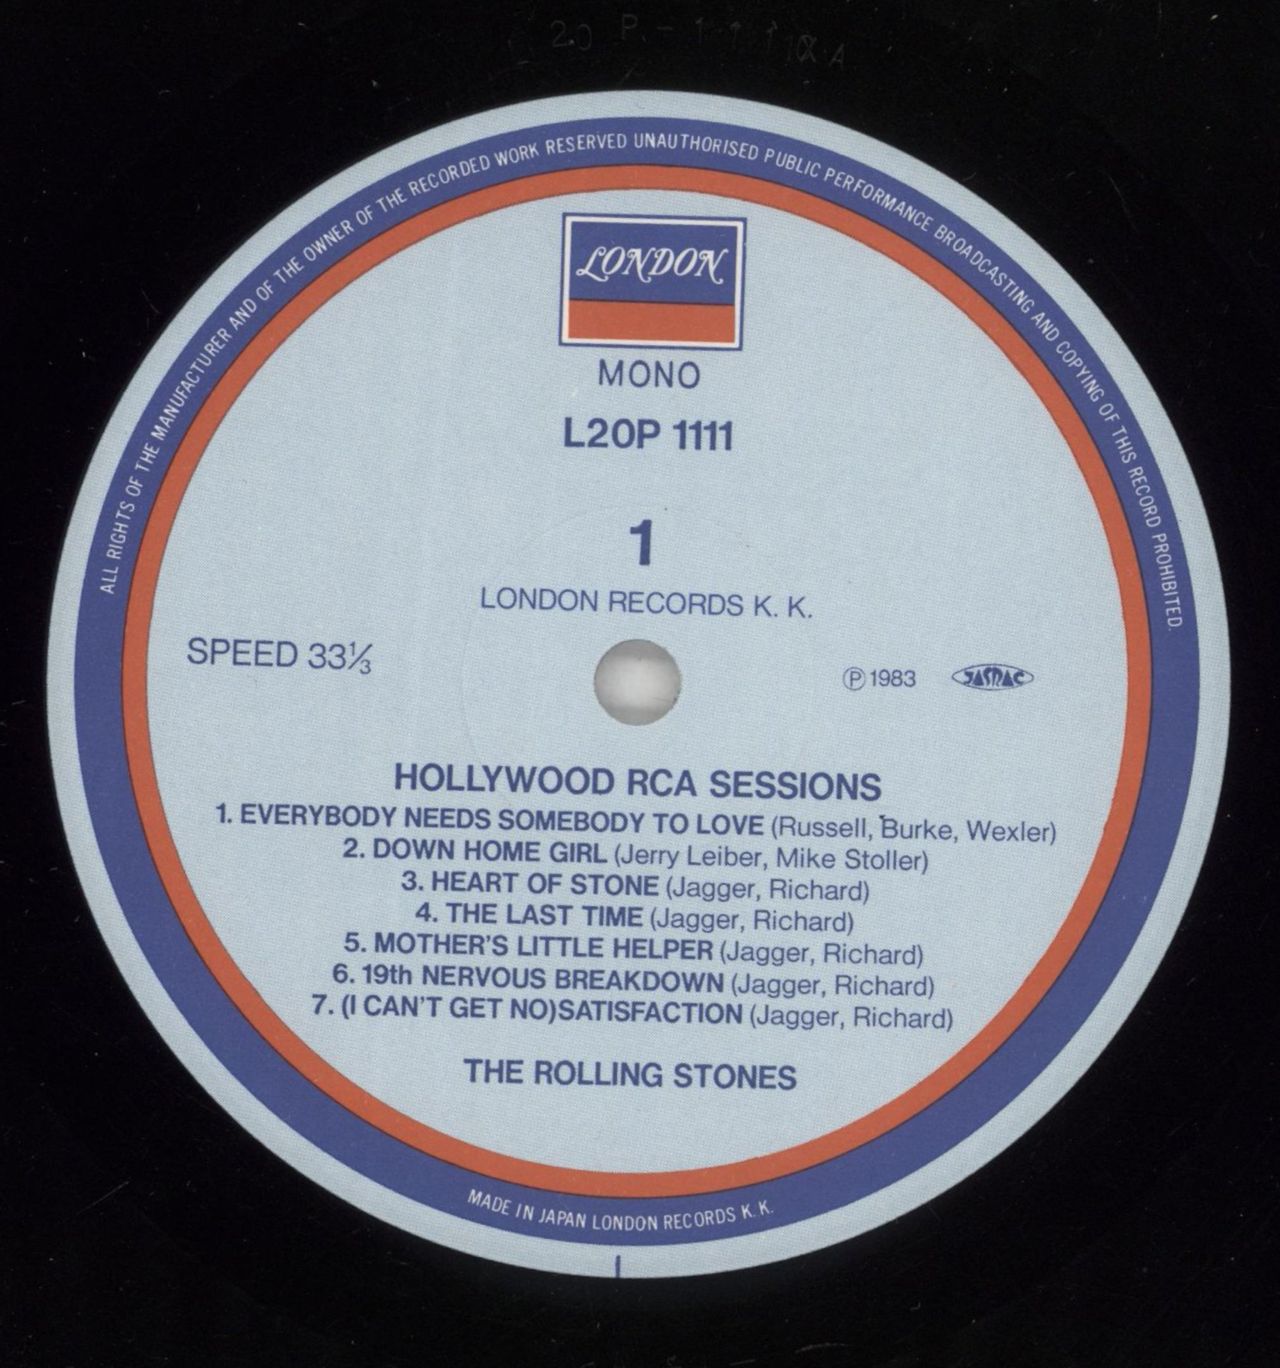 ALL RIGHTS OF THE MANUFACTURER AND OF THE OWNER OF THE RECORDED WORK RESERVED UNAUTHORISED PUBLIC PERFORMANCE BROADCASTING AND COPYING OF THIS RECORD PROHIBITED.
LONDON
MONO
L20P 1111
1
LONDON RECORDS K. K.
SPEED 33⅓
Ⓟ1983 JASRAC
HOLLYWOOD RCA SESSIONS
1. EVERYBODY NEEDS SOMEBODY TO LOVE (Russell, Burke, Wexler)
2. DOWN HOME GIRL (Jerry Leiber, Mike Stoller)
3. HEART OF STONE (Jagger, Richard)
4. THE LAST TIME (Jagger, Richard)
5. MOTHER'S LITTLE HELPER (Jagger, Richard)
6. 19th NERVOUS BREAKDOWN (Jagger, Richard)
7. (I CAN'T GET NO)SATISFACTION (Jagger, Richard)
THE ROLLING STONES
MADE IN JAPAN LONDON RECORDS K. K.